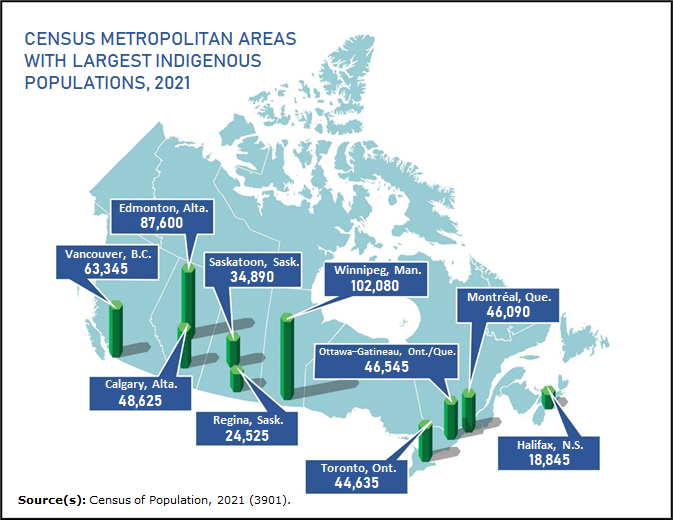 CENSUS METROPOLITAN AREAS
WITH LARGEST INDIGENOUS
POPULATIONS, 2021
Edmonton, Alta.
87,600
Vancouver, B.C.
63,345
Saskatoon, Sask.
34,890
Winnipeg, Man.
102,080
Montréal, Que.
46,090
Ottawa–Gatineau, Ont./Que.
46,545
Calgary, Alta.
48,625
Regina, Sask.
24,525
Toronto, Ont.
44,635
Halifax, N.S.
18,845
Source(s): Census of Population, 2021 (3901).